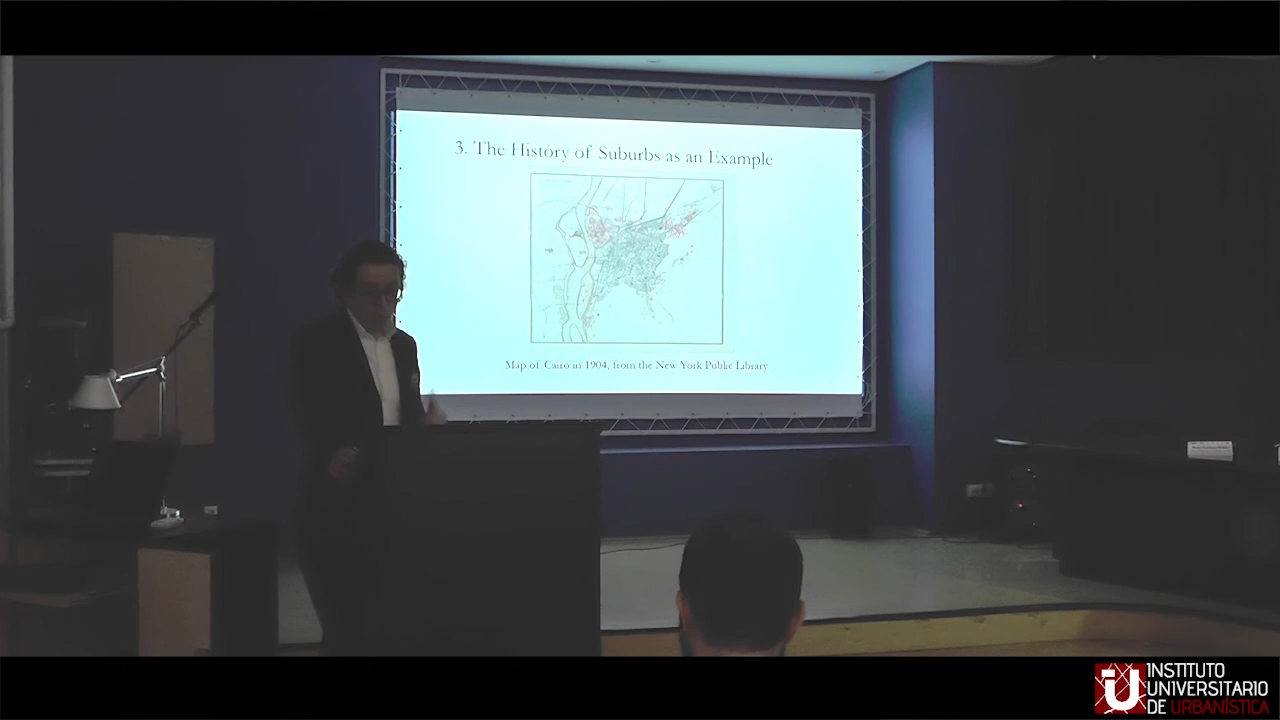 3. The History of Suburbs as an Example
Map of Cairo in 1904, from the New York Public Library
INSTITUTO
UNIVERSITARIO
DE URBANÍSTICA